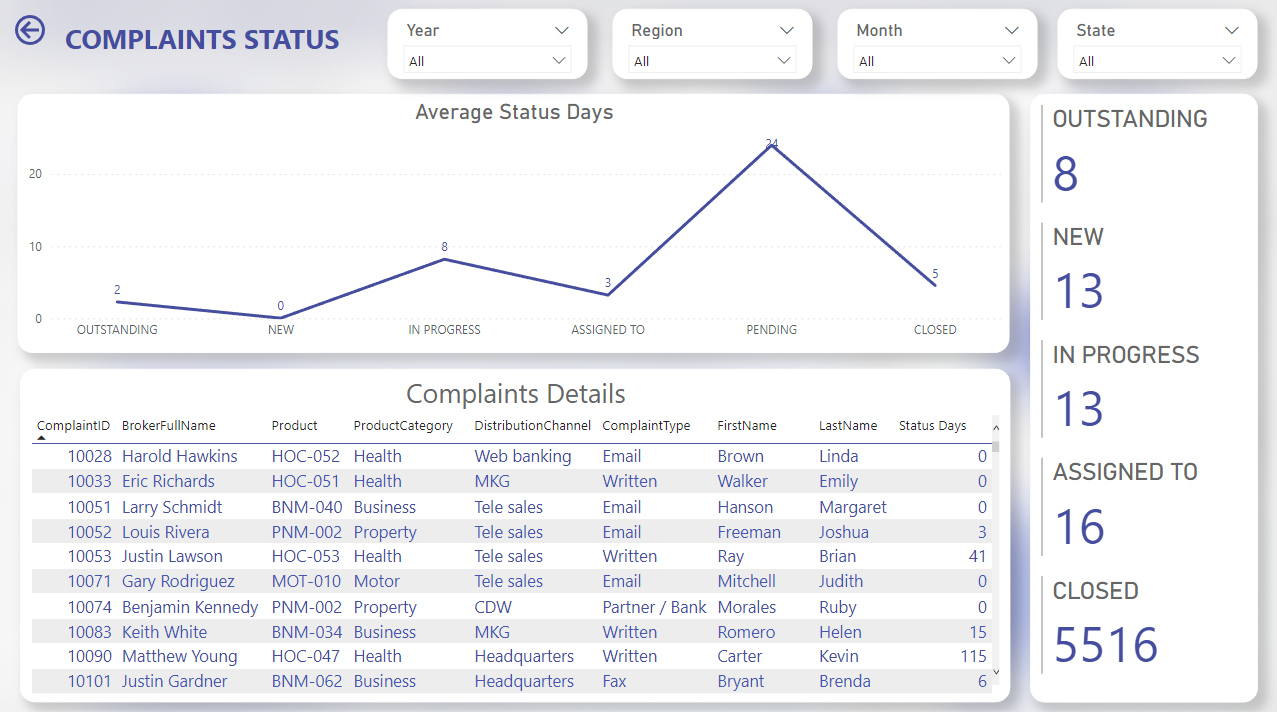 COMPLAINTS STATUS
Year
All
Region
All
Month
All
State
All
Average Status Days
20
10
0
2
0
8
3
24
5
OUTSTANDING NEW IN PROGRESS ASSIGNED TO PENDING CLOSED
OUTSTANDING
8
NEW
13
IN PROGRESS
13
ASSIGNED TO
16
CLOSED
5516
Complaints Details
ComplaintID BrokerFullName Product ProductCategory DistributionChannel ComplaintType FirstName LastName Status Days
10028 Harold Hawkins HOC-052 Health Web banking Email Brown Linda 0
10033 Eric Richards HOC-051 Health MKG Written Walker Emily 0
10051 Larry Schmidt BNM-040 Business Tele sales Email Hanson Margaret 0
10052 Louis Rivera PNM-002 Property Tele sales Email Freeman Joshua 3
10053 Justin Lawson HOC-053 Health Tele sales Written Ray Brian 41
10071 Gary Rodriguez MOT-010 Motor Tele sales Email Mitchell Judith 0
10074 Benjamin Kennedy PNM-002 Property CDW Partner / Bank Morales Ruby 0
10083 Keith White BNM-034 Business MKG Written Romero Helen 15
10090 Matthew Young HOC-047 Health Headquarters Written Carter Kevin 115
10101 Justin Gardner BNM-062 Business Headquarters Fax Bryant Brenda 6